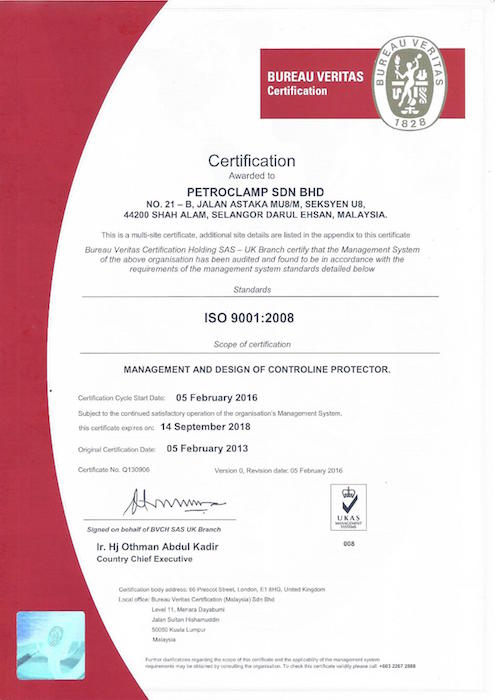 BUREAU VERITAS
Certification
BUREAU VERITAS
1828
Certification
Awarded to
PETROCLAMP SDN BHD
NO. 21 – B, JALAN ASTAKA MU8/M, SEKSYEN U8,
44200 SHAH ALAM, SELANGOR DARUL EHSAN, MALAYSIA.
This is a multi-site certificate, additional site details are listed in the appendix to this certificate
Bureau Veritas Certification Holding SAS – UK Branch certify that the Management System
of the above organisation has been audited and found to be in accordance with the
requirements of the management system standards detailed below
Standards
ISO 9001:2008
Scope of certification
MANAGEMENT AND DESIGN OF CONTROLINE PROTECTOR.
Certification Cycle Start Date: 05 February 2016
Subject to the continued satisfactory operation of the organisation's Management System,
this certificate expires on: 14 September 2018
Original Certification Date: 05 February 2013
Certificate No. Q130906 Version 0, Revision date: 05 February 2016
Signed on behalf of BVCH SAS UK Branch
Ir. Hj Othman Abdul Kadir
Country Chief Executive
UKAS
MANAGEMENT
SYSTEMS
008
Certification body address: 66 Prescot Street, London, E1 8HG, United Kingdom
Local office: Bureau Veritas Certification (Malaysia) Sdn Bhd
Level 11, Menara Dayabumi
Jalan Sultan Hishamuddin
50050 Kuala Lumpur
Malaysia
Further clarifications regarding the scope of this certificate and the applicability of the management system
requirements may be obtained by consulting the organisation. To check this certificate validity please call: +603 2267 2888